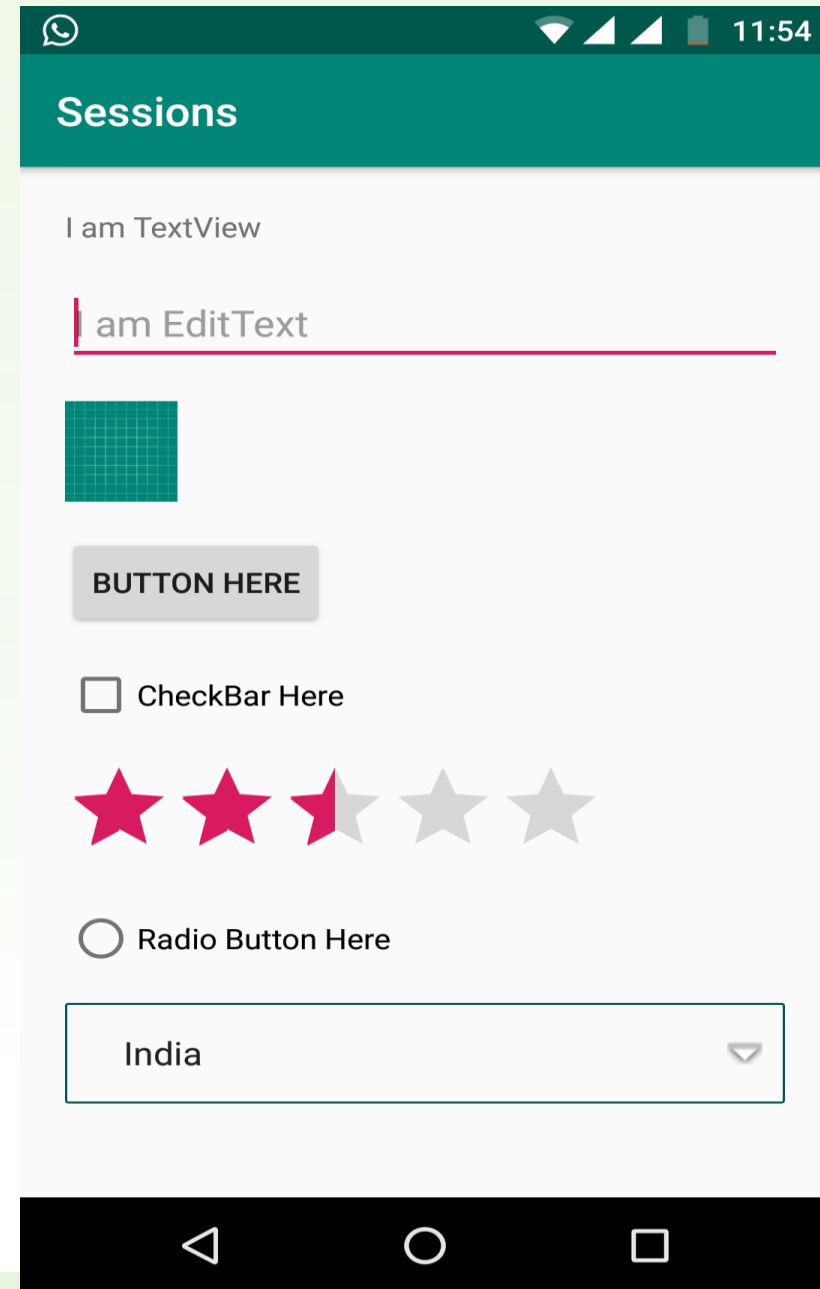 11:54
Sessions
I am TextView
I am EditText
BUTTON HERE
CheckBar Here
Radio Button Here
India